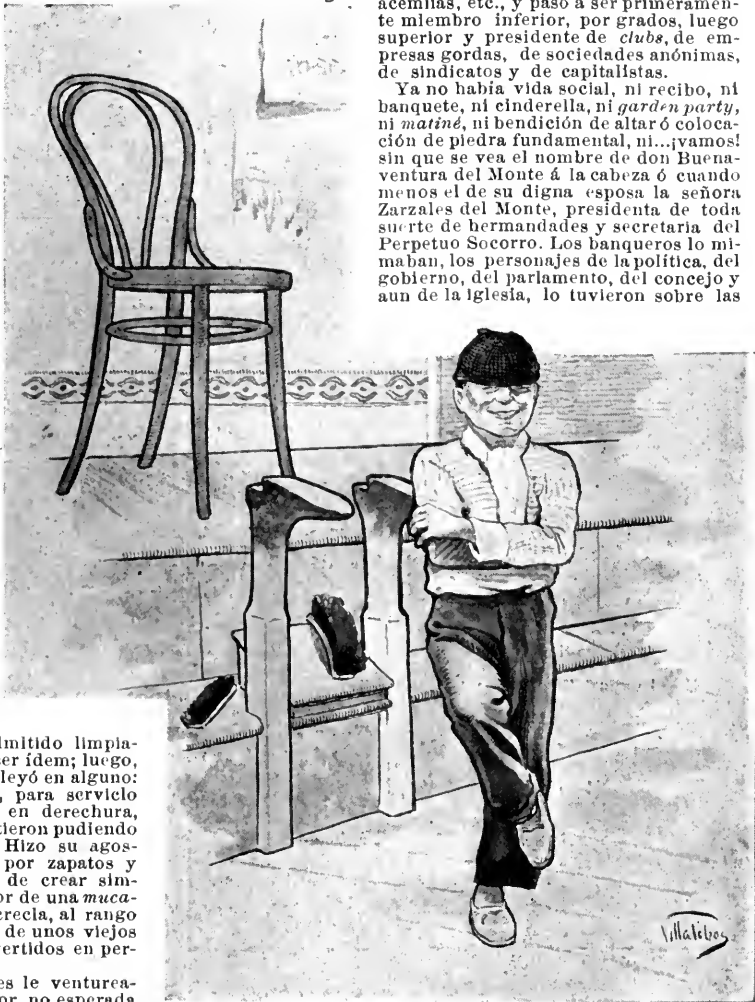 acémilas, etc., y pasó á ser primeramen-
te miembro inferior, por grados, luego
superior y presidente de clubs, de em-
presas gordas, de sociedades anónimas,
de sindicatos y de capitalistas.
Ya no había vida social, ni recibo, ni
banquete, ni cinderella, ni garden party,
ni matiné, ni bendición de altar ó coloca-
ción de piedra fundamental, ni...¡vamos!
sin que se vea el nombre de don Buena-
ventura del Monte á la cabeza ó cuando
menos el de su digna esposa la señora
Zarzales del Monte, presidenta de toda
suerte de hermandades y secretaria del
Perpetuo Socorro. Los banqueros lo mi-
maban, los personajes de la política, del
gobierno, del parlamento, del concejo y
aun de la iglesia, lo tuvieron sobre las
dmitido limpia-
er ídem; luego,
leyó en alguno:
, para servicio
en derechura,
tieron pudiendo
Hizo su agos-
por zapatos y
de crear sim-
or de una muca-
crecía, al rango
de unos viejos
vertidos en per-
es le venturea-
or, no esperada
Villalobos